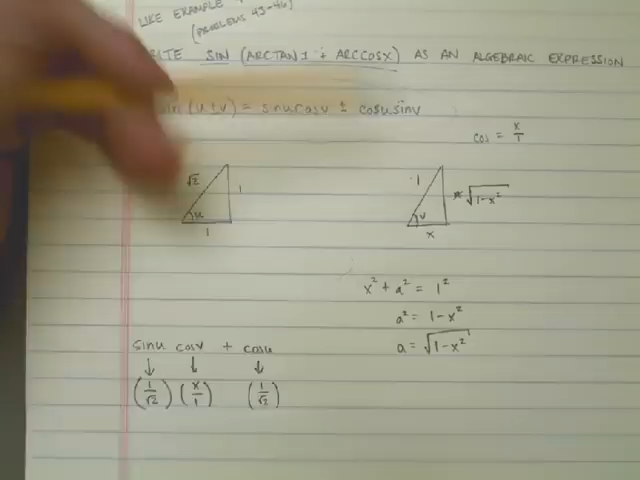 LIKE EXAMPLE
(PROBLEMS 43-46)
SIN (ARCTAN 1 + ARCCOSX) AS AN ALGEBRAIC EXPRESSION
(u ± v) = sinucosv ± cosusinv
cos = x/1
√2 1 u 1
1 √1-x² v x
x² + a² = 1²
a² = 1-x²
a = √1-x²
sinu cosv + cosu
↓ ↓ ↓
(1/√2) (x/1) (1/√2)